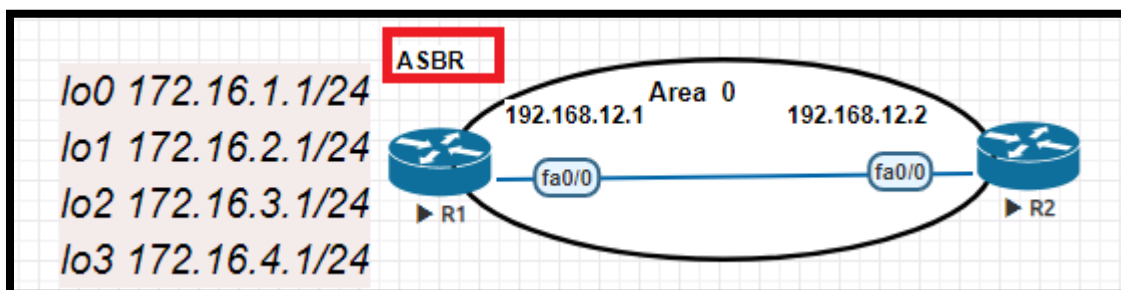 lo0 172.16.1.1/24
lo1 172.16.2.1/24
lo2 172.16.3.1/24
lo3 172.16.4.1/24
ASBR
Area 0
192.168.12.1
192.168.12.2
fa0/0
fa0/0
R1
R2